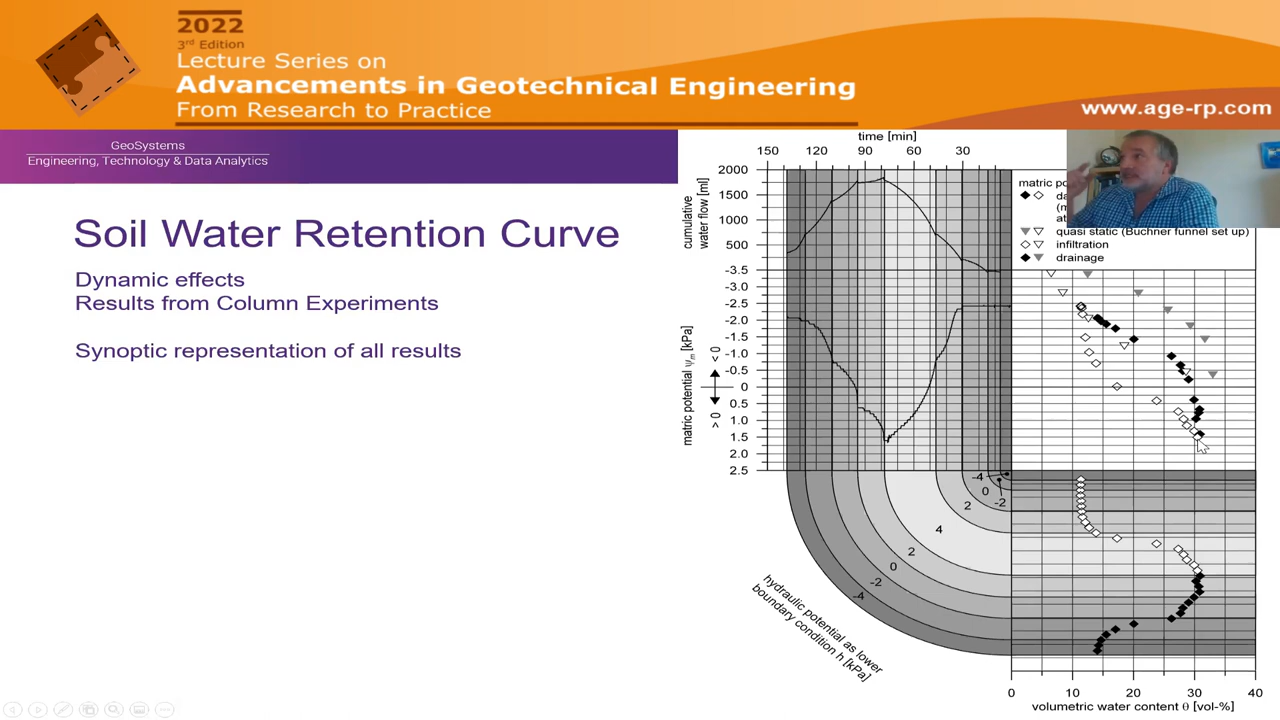 2022
3rd Edition
Lecture Series on
Advancements in Geotechnical Engineering
From Research to Practice
www.age-rp.com
GeoSystems
Engineering, Technology & Data Analytics
Soil Water Retention Curve
Dynamic effects
Results from Column Experiments
Synoptic representation of all results
time [min]
150 120 90 60 30
cumulative
water flow [ml]
2000
1500
1000
500
-3.5
-3.0
-2.5
-2.0
-1.5
-1.0
-0.5
0
0.5
1.0
1.5
2.0
2.5
matric potential ψm [kPa]
> 0 < 0
matric
quasi static (Buchner funnel set up)
infiltration
drainage
-4
0
-2
2
4
2
0
-2
-4
hydraulic potential as lower
boundary condition h [kPa]
0 10 20 30 40
volumetric water content θ [vol-%]